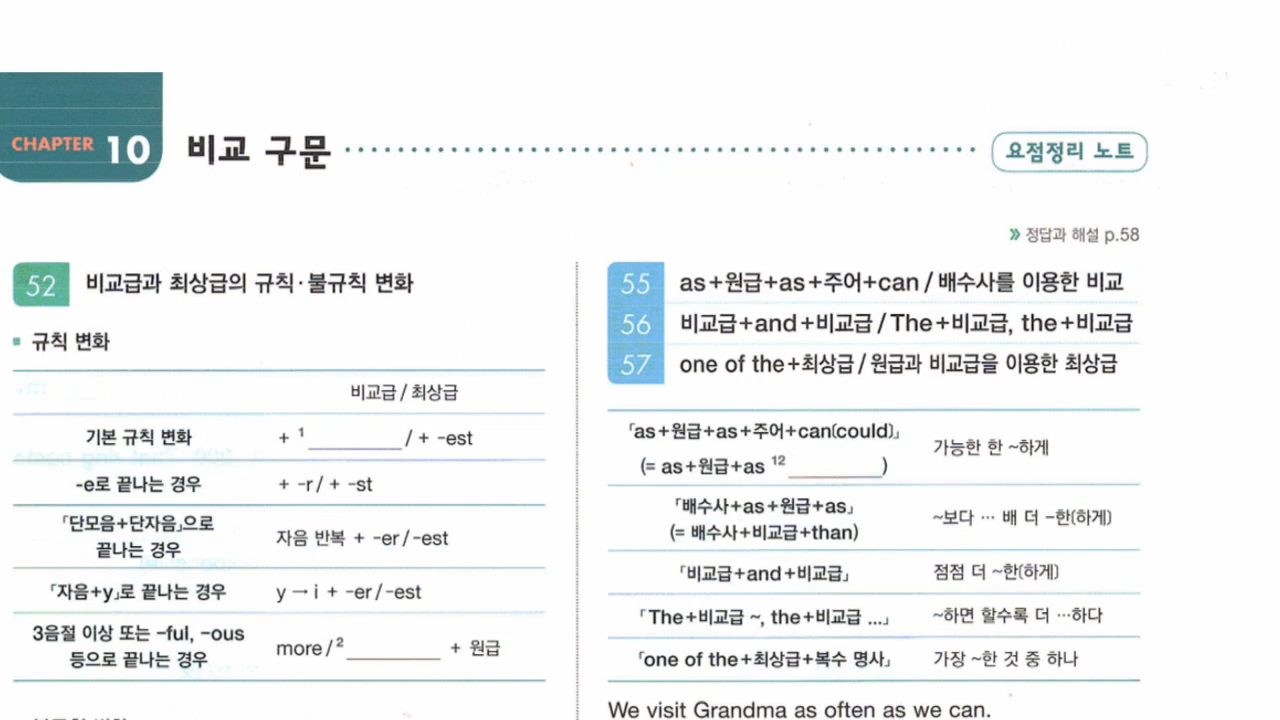 CHAPTER 10 비교 구문
요점정리 노트
» 정답과 해설 p.58
52 비교급과 최상급의 규칙·불규칙 변화
▪ 규칙 변화
비교급 / 최상급
기본 규칙 변화 + 1 ________ / + -est
-e로 끝나는 경우 + -r / + -st
「단모음+단자음」으로
끝나는 경우
자음 반복 + -er / -est
「자음+y」로 끝나는 경우 y → i + -er / -est
3음절 이상 또는 -ful, -ous
등으로 끝나는 경우
more / 2 ________ + 원급
55 as+원급+as+주어+can / 배수사를 이용한 비교
56 비교급+and+비교급 / The+비교급, the+비교급
57 one of the+최상급 / 원급과 비교급을 이용한 최상급
「as+원급+as+주어+can(could)」
(= as+원급+as 12 ________)
가능한 한 ~하게
「배수사+as+원급+as」
(= 배수사+비교급+than)
~보다 … 배 더 -한(하게)
「비교급+and+비교급」 점점 더 ~한(하게)
「The+비교급 ~, the+비교급 ...」 ~하면 할수록 더 …하다
「one of the+최상급+복수 명사」 가장 ~한 것 중 하나
We visit Grandma as often as we can.